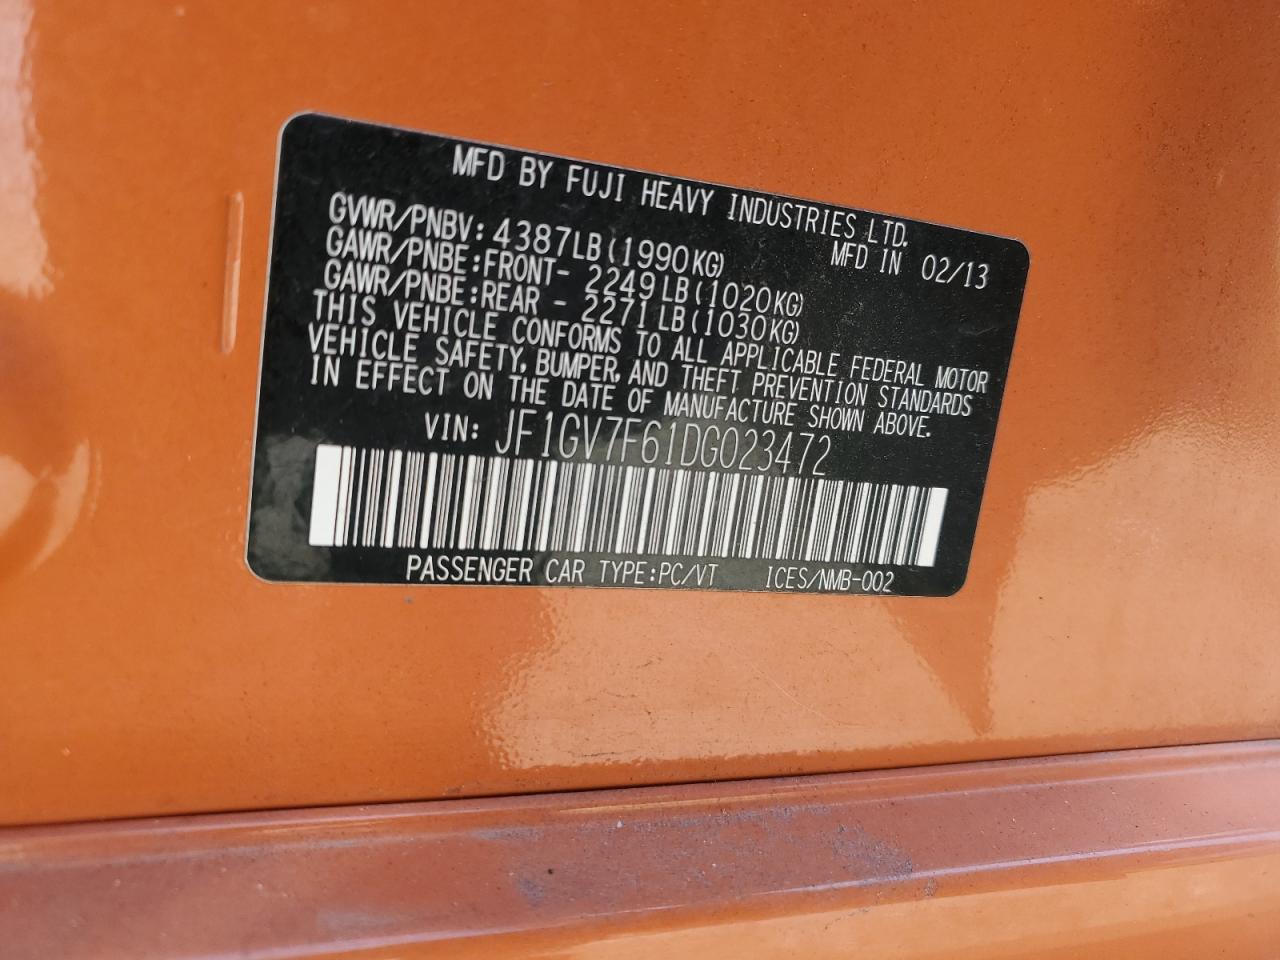 MFD BY FUJI HEAVY INDUSTRIES LTD.
MFD IN 02/13
GVWR/PNBV: 4387LB(1990KG)
GAWR/PNBE:FRONT- 2249LB(1020KG)
GAWR/PNBE:REAR - 2271LB(1030KG)
THIS VEHICLE CONFORMS TO ALL APPLICABLE FEDERAL MOTOR
VEHICLE SAFETY, BUMPER, AND THEFT PREVENTION STANDARDS
IN EFFECT ON THE DATE OF MANUFACTURE SHOWN ABOVE.
VIN: JF1GV7F61DG023472
PASSENGER CAR TYPE:PC/VT ICES/NMB-002